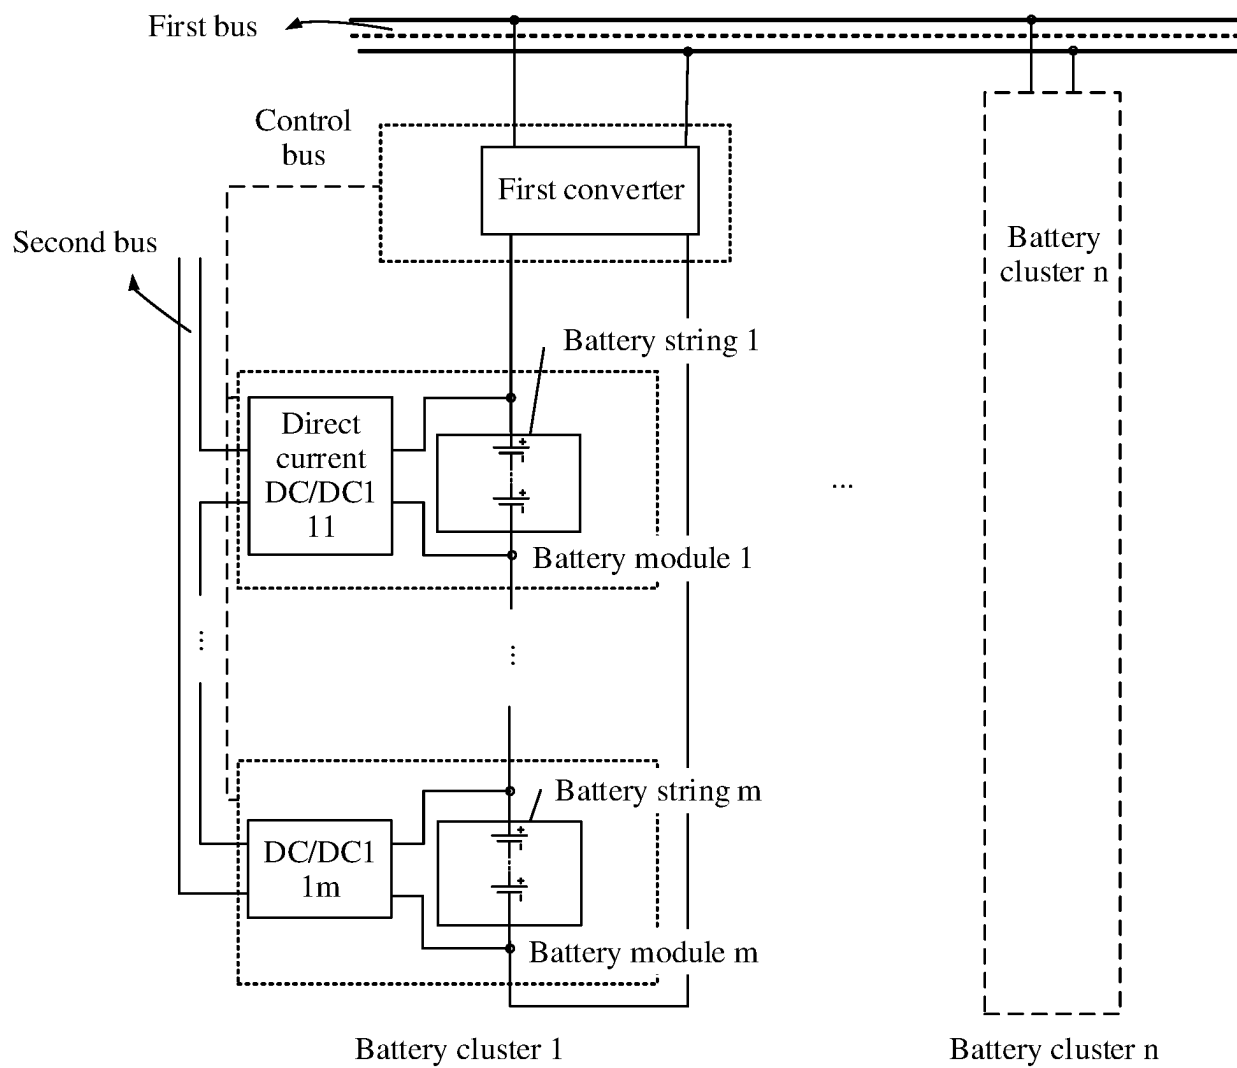 First bus
Control
bus
First converter
Second bus
Battery
cluster n
Battery string 1
Direct
current
DC/DC1
11
...
Battery module 1
...
...
Battery string m
DC/DC1
1m
Battery module m
Battery cluster 1
Battery cluster n